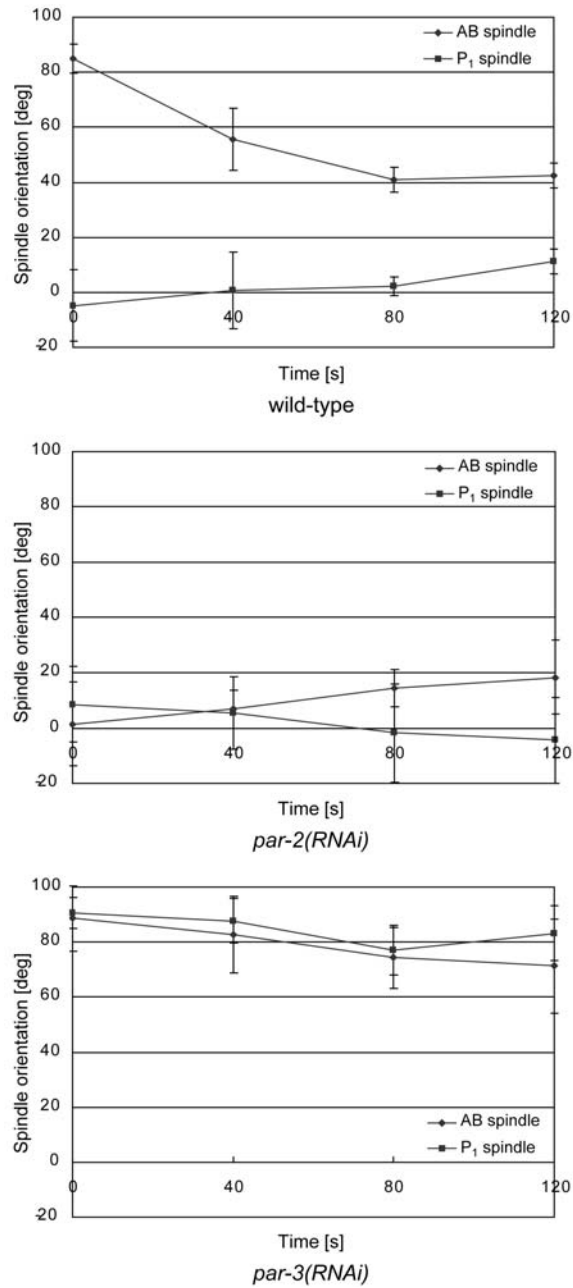 100
80
60
40
20
0
-20
Spindle orientation [deg]
AB spindle
P1 spindle
0
40
80
120
Time [s]
wild-type
100
80
60
40
20
0
-20
Spindle orientation [deg]
AB spindle
P1 spindle
0
40
80
120
Time [s]
par-2(RNAi)
100
80
60
40
20
0
-20
Spindle orientation [deg]
AB spindle
P1 spindle
0
40
80
120
Time [s]
par-3(RNAi)